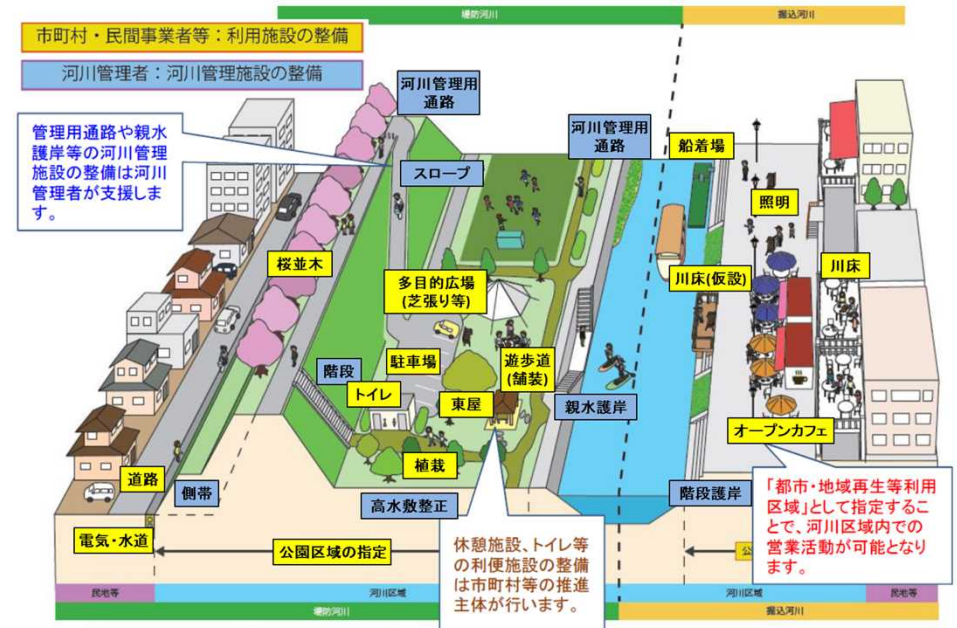 堤防河川
掘込河川
市町村・民間事業者等：利用施設の整備
河川管理者：河川管理施設の整備
管理用通路や親水
護岸等の河川管理
施設の整備は河川
管理者が支援しま
す。
河川管理用
通路
河川管理用
通路
船着場
スロープ
照明
桜並木
多目的広場
(芝張り等)
川床(仮設)
川床
駐車場
遊歩道
(舗装)
階段
トイレ
東屋
親水護岸
オープンカフェ
植栽
道路
側帯
高水敷整正
階段護岸
電気・水道
公園区域の指定
休憩施設、トイレ等
の利便施設の整備
は市町村等の推進
主体が行います。
「都市・地域再生等利用
区域」として指定するこ
とで、河川区域内での
営業活動が可能となり
ます。
民地等
河川区域
河川区域
民地等
堤防河川
掘込河川